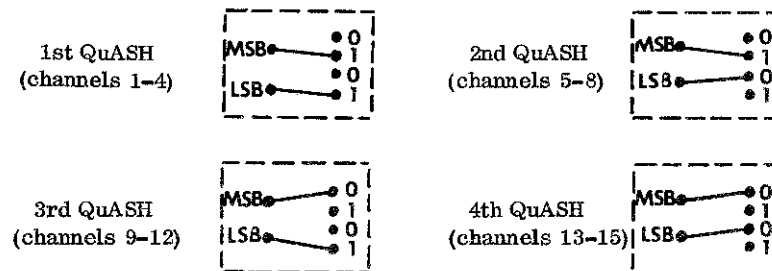 1st QuASH
(channels 1-4)
MSB
0
1
LSB
0
1
2nd QuASH
(channels 5-8)
MSB
0
1
LSB
0
1
3rd QuASH
(channels 9-12)
MSB
0
1
LSB
0
1
4th QuASH
(channels 13-15)
MSB
0
1
LSB
0
1